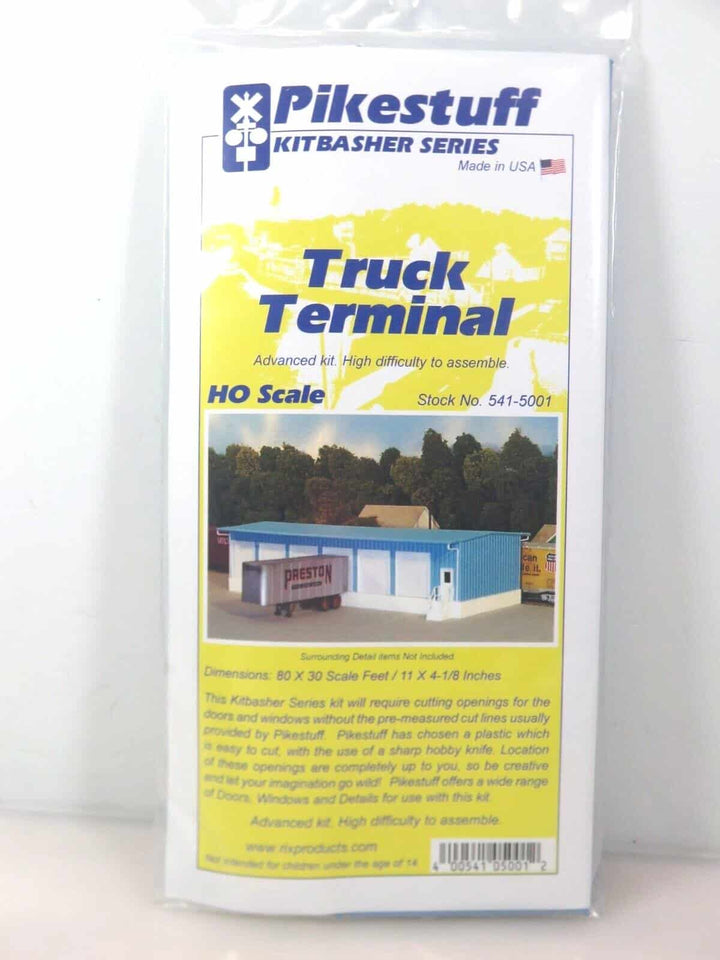 Pikestuff
KITBASHER SERIES
Made in USA
Truck
Terminal
Advanced kit. High difficulty to assemble.
HO Scale
Stock No. 541-5001
PRESTON
can
e it.
Surrounding Detail items Not Included.
Dimensions: 80 X 30 Scale Feet / 11 X 4-1/8 Inches
This Kitbasher Series kit will require cutting openings for the
doors and windows without the pre-measured cut lines usually
provided by Pikestuff. Pikestuff has chosen a plastic which
is easy to cut, with the use of a sharp hobby knife. Location
of these openings are completely up to you, so be creative
and let your imagination go wild! Pikestuff offers a wide range
of Doors, Windows and Details for use with this kit.
Advanced kit. High difficulty to assemble.
www.rixproducts.com
Not intended for children under the age of 14.
4 00541 05001 2